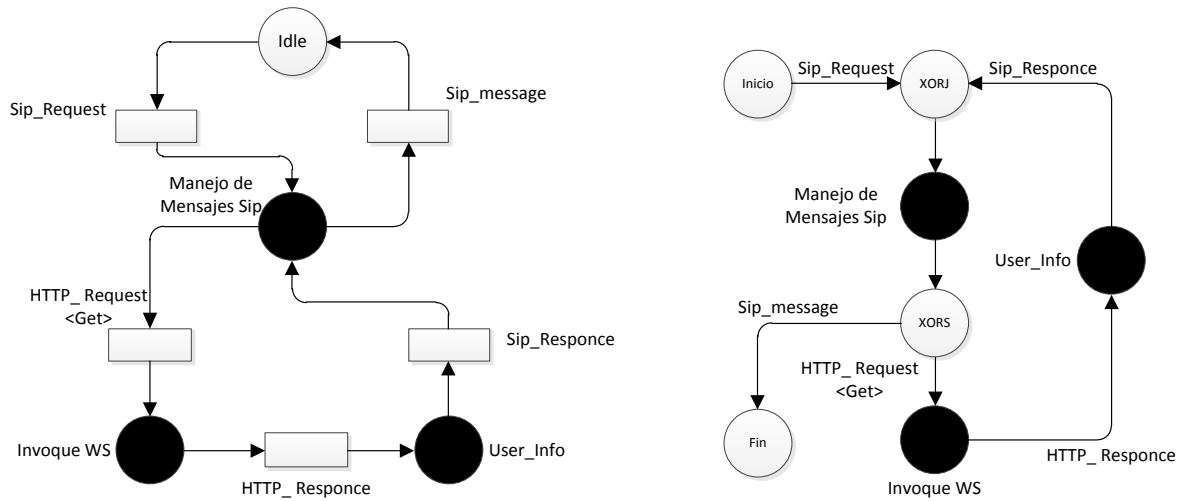 Idle
Sip_Request
Sip_message
Manejo de
Mensajes Sip
HTTP_ Request
<Get>
Sip_Responce
Invoque WS
User_Info
HTTP_ Responce
Inicio
Sip_Request
XORJ
Sip_Responce
Manejo de
Mensajes Sip
User_Info
Sip_message
XORS
HTTP_ Request
<Get>
Fin
HTTP_ Responce
Invoque WS